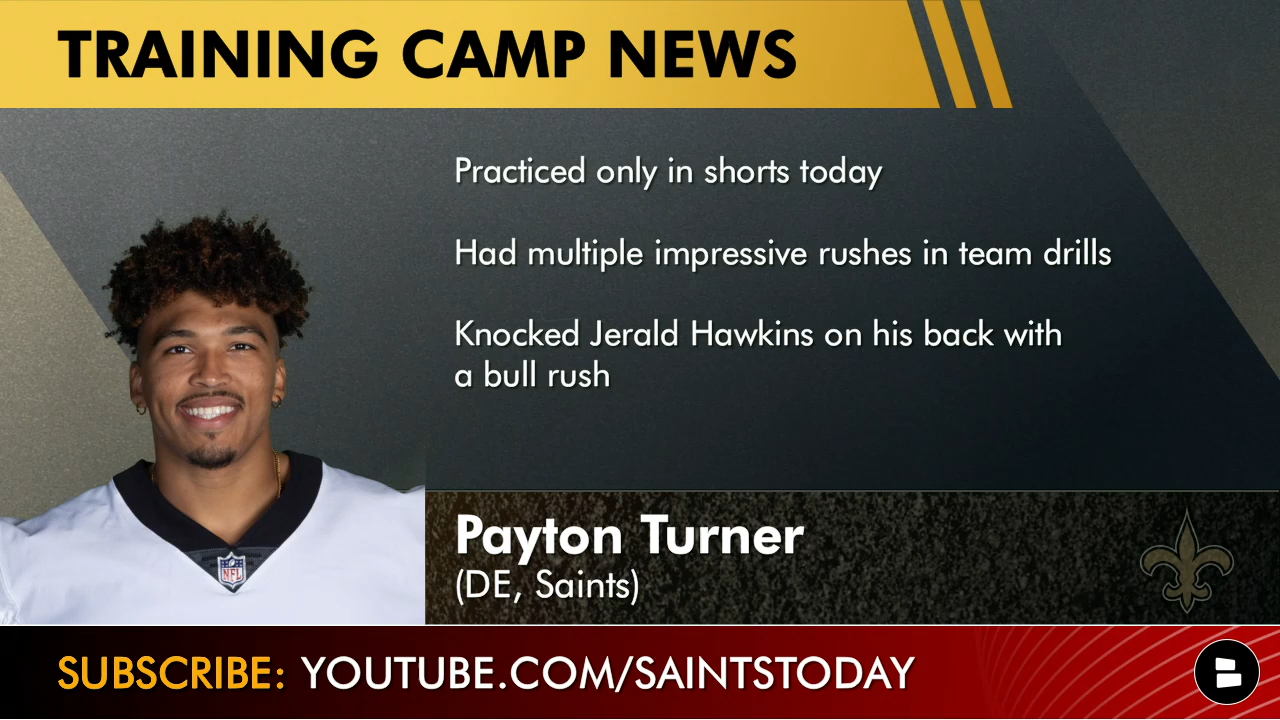 TRAINING CAMP NEWS
Practiced only in shorts today
Had multiple impressive rushes in team drills
Knocked Jerald Hawkins on his back with
a bull rush
NFL
Payton Turner
(DE, Saints)
SUBSCRIBE: YOUTUBE.COM/SAINTSTODAY